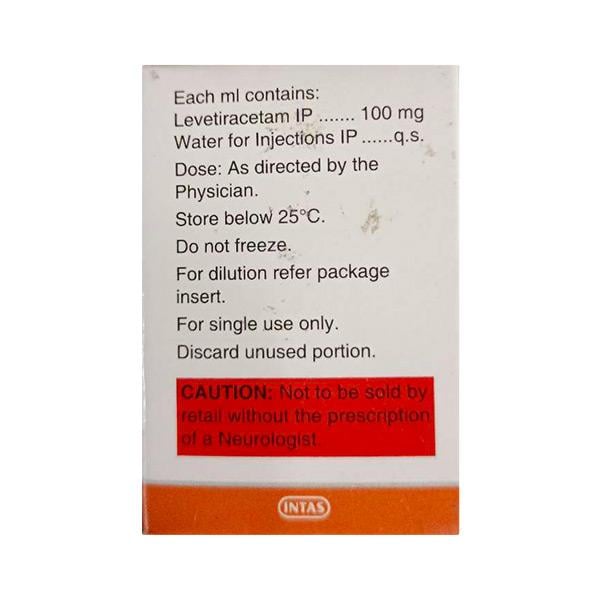 Each ml contains:
Levetiracetam IP ....... 100 mg
Water for Injections IP ......q.s.
Dose: As directed by the
Physician.
Store below 25°C.
Do not freeze.
For dilution refer package
insert.
For single use only.
Discard unused portion.
CAUTION: Not to be sold by
retail without the prescription
of a Neurologist.
INTAS